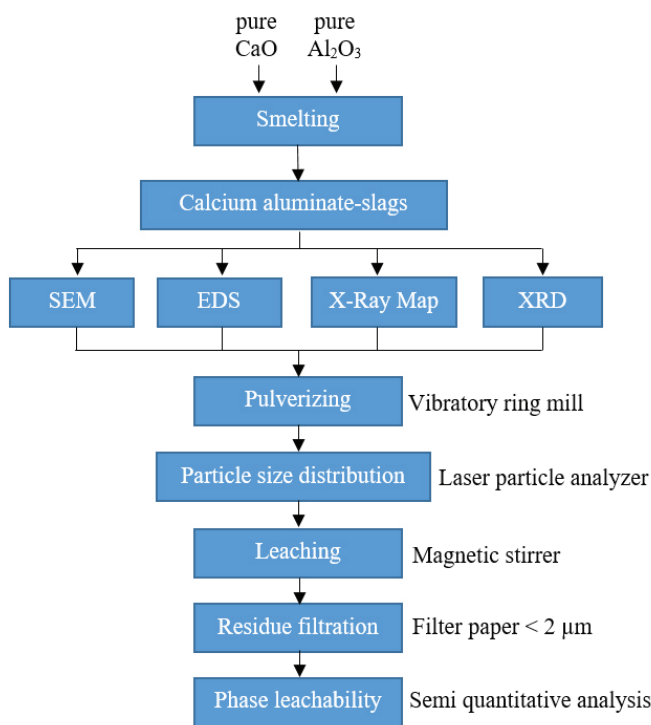 pure pure
CaO Al₂O₃
Smelting
Calcium aluminate-slags
SEM EDS X-Ray Map XRD
Pulverizing Vibratory ring mill
Particle size distribution Laser particle analyzer
Leaching Magnetic stirrer
Residue filtration Filter paper < 2 µm
Phase leachability Semi quantitative analysis